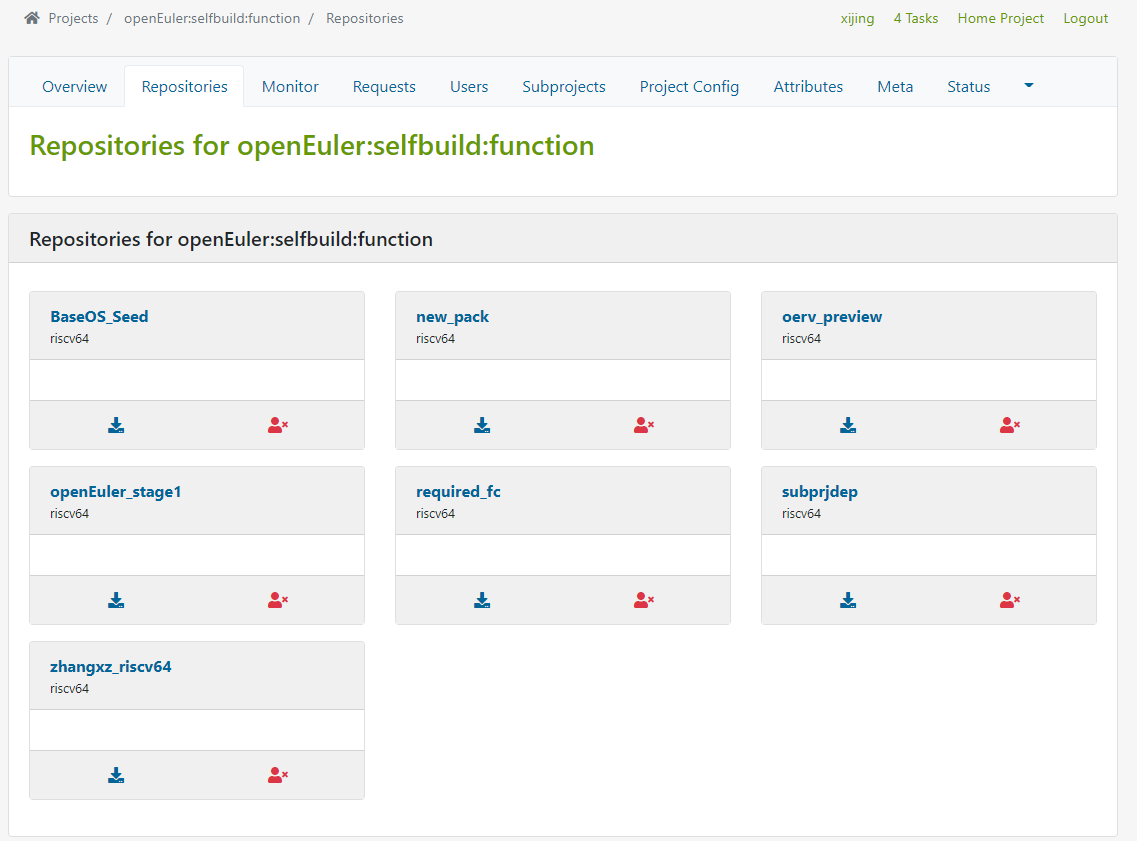 Projects / openEuler:selfbuild:function / Repositories
xijing 4 Tasks Home Project Logout
Overview Repositories Monitor Requests Users Subprojects Project Config Attributes Meta Status
Repositories for openEuler:selfbuild:function
Repositories for openEuler:selfbuild:function
BaseOS_Seed
riscv64
new_pack
riscv64
oerv_preview
riscv64
openEuler_stage1
riscv64
required_fc
riscv64
subprjdep
riscv64
zhangxz_riscv64
riscv64